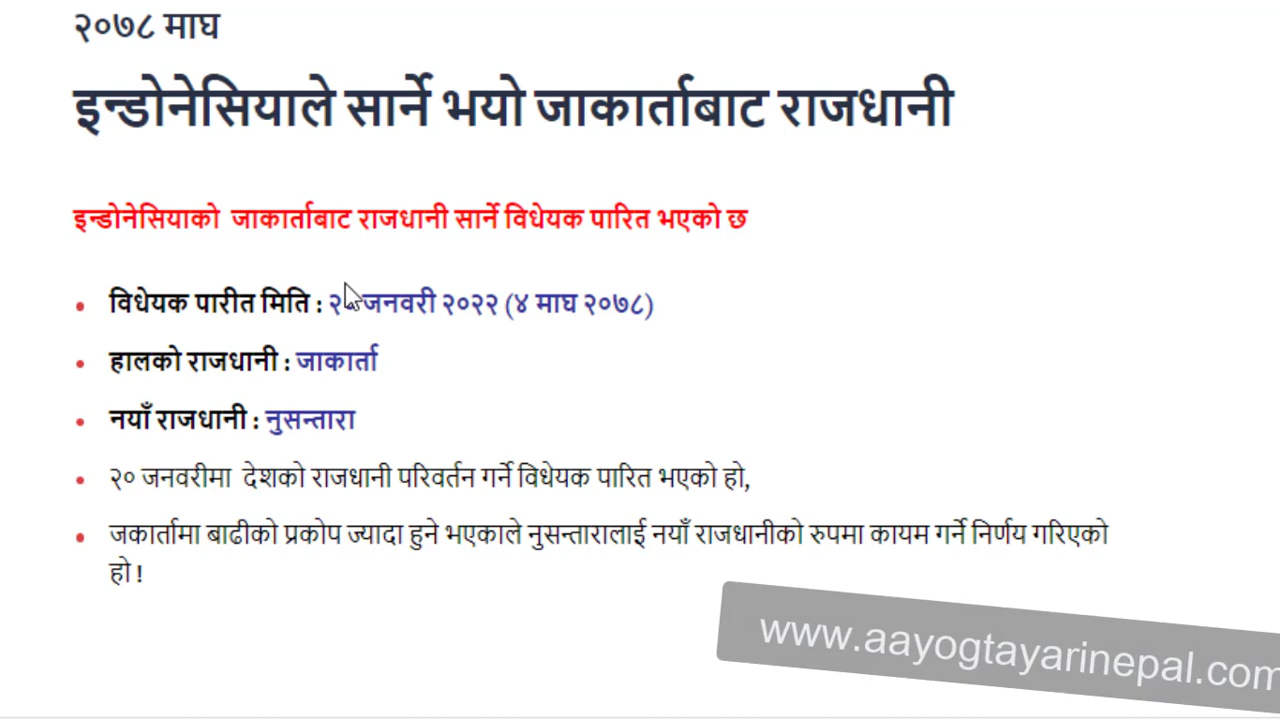 २०७८ माघ
इन्डोनेसियाले सार्ने भयो जाकार्ताबाट राजधानी
इन्डोनेसियाको जाकार्ताबाट राजधानी सार्ने विधेयक पारित भएको छ
विधेयक पारीत मिति : जनवरी २०२२ (४ माघ २०७८)
हालको राजधानी : जाकार्ता
नयाँ राजधानी : नुसन्तारा
२० जनवरीमा देशको राजधानी परिवर्तन गर्ने विधेयक पारित भएको हो,
जकार्तामा बाढीको प्रकोप ज्यादा हुने भएकाले नुसन्तारालाई नयाँ राजधानीको रुपमा कायम गर्ने निर्णय गरिएको
हो !
www.aayogtayarinepal.com